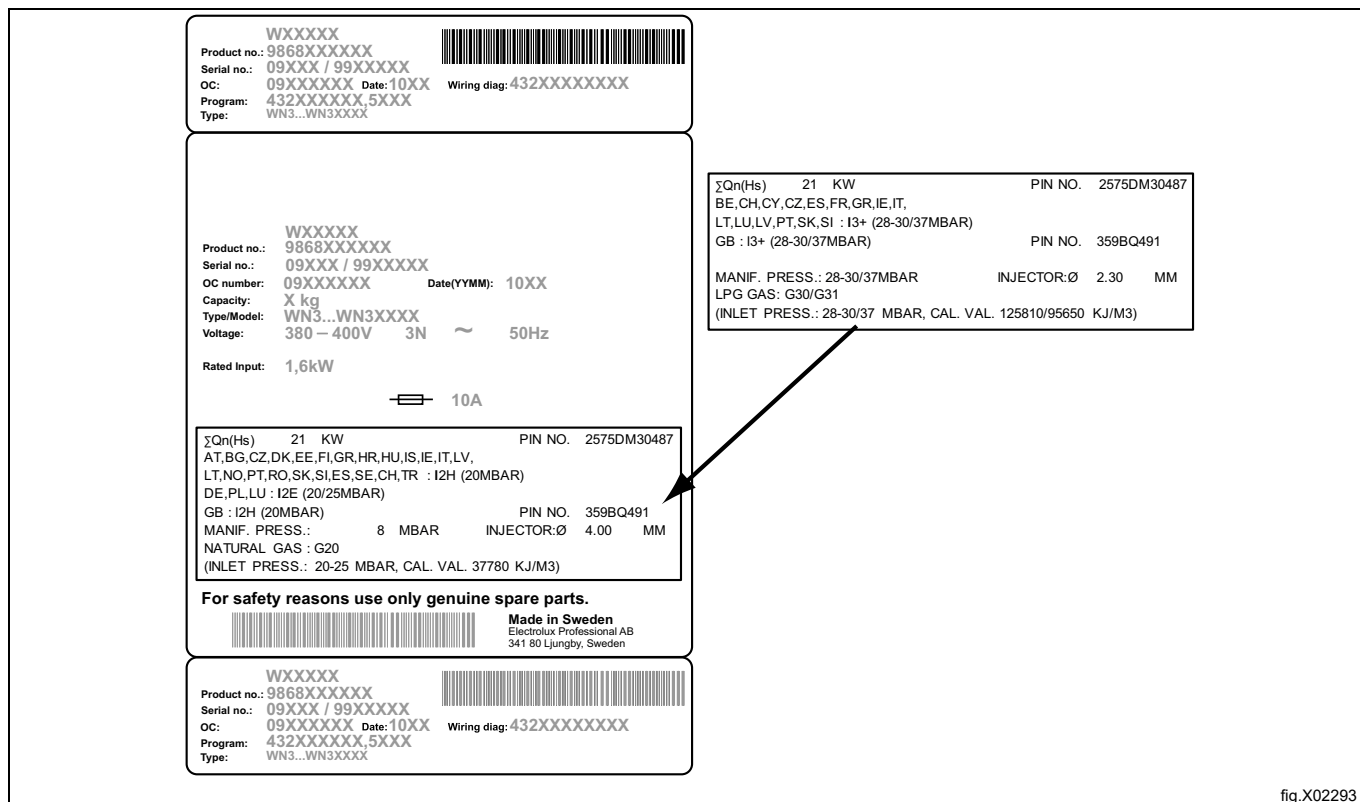 WXXXXX
Product no.: 9868XXXXXX
Serial no.: 09XXX / 99XXXXX
OC: 09XXXXXX Date: 10XX Wiring diag: 432XXXXXXXX
Program: 432XXXXXX,5XXX
Type: WN3...WN3XXXX
WXXXXX
Product no.: 9868XXXXXX
Serial no.: 09XXX / 99XXXXX
OC number: 09XXXXXX Date(YYMM): 10XX
Capacity: X kg
Type/Model: WN3...WN3XXXX
Voltage: 380 – 400V 3N ~ 50Hz
Rated Input: 1,6kW
10A
∑Qn(Hs) 21 KW PIN NO. 2575DM30487
AT,BG,CZ,DK,EE,FI,GR,HR,HU,IS,IE,IT,LV,
LT,NO,PT,RO,SK,SI,ES,SE,CH,TR : I2H (20MBAR)
DE,PL,LU : I2E (20/25MBAR)
GB : I2H (20MBAR) PIN NO. 359BQ491
MANIF. PRESS.: 8 MBAR INJECTOR:Ø 4.00 MM
NATURAL GAS : G20
(INLET PRESS.: 20-25 MBAR, CAL. VAL. 37780 KJ/M3)
For safety reasons use only genuine spare parts.
Made in Sweden
Electrolux Professional AB
341 80 Ljungby, Sweden
WXXXXX
Product no.: 9868XXXXXX
Serial no.: 09XXX / 99XXXXX
OC: 09XXXXXX Date: 10XX Wiring diag: 432XXXXXXXX
Program: 432XXXXXX,5XXX
Type: WN3...WN3XXXX
∑Qn(Hs) 21 KW PIN NO. 2575DM30487
BE,CH,CY,CZ,ES,FR,GR,IE,IT,
LT,LU,LV,PT,SK,SI : I3+ (28-30/37MBAR)
GB : I3+ (28-30/37MBAR) PIN NO. 359BQ491
MANIF. PRESS.: 28-30/37MBAR INJECTOR:Ø 2.30 MM
LPG GAS: G30/G31
(INLET PRESS.: 28-30/37 MBAR, CAL. VAL. 125810/95650 KJ/M3)
fig.X02293